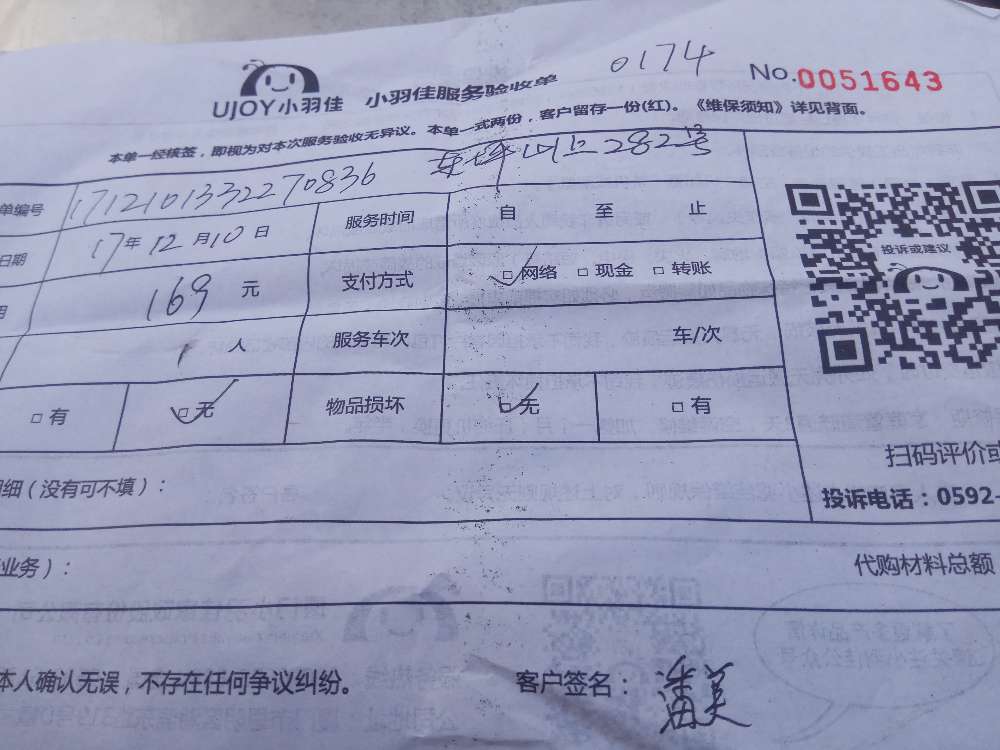 0174
No.0051643
UJOY小羽佳 小羽佳服务验收单
本单一经核签，即视为对本次服务验收无异议。本单一式两份，客户留存一份(红)。《维保须知》详见背面。
单编号 1712101332270836 282号
日期 17年12月10日 服务时间 自 至 止
169元 支付方式 □网络 □现金 □转账
1人 服务车次 车/次
□有 □无 物品损坏 □无 □有
投诉或建议
扫码评价或
投诉电话：0592-
细（没有可不填）：
业务）：
代购材料总额
本人确认无误，不存在任何争议纠纷。 客户签名：潘美